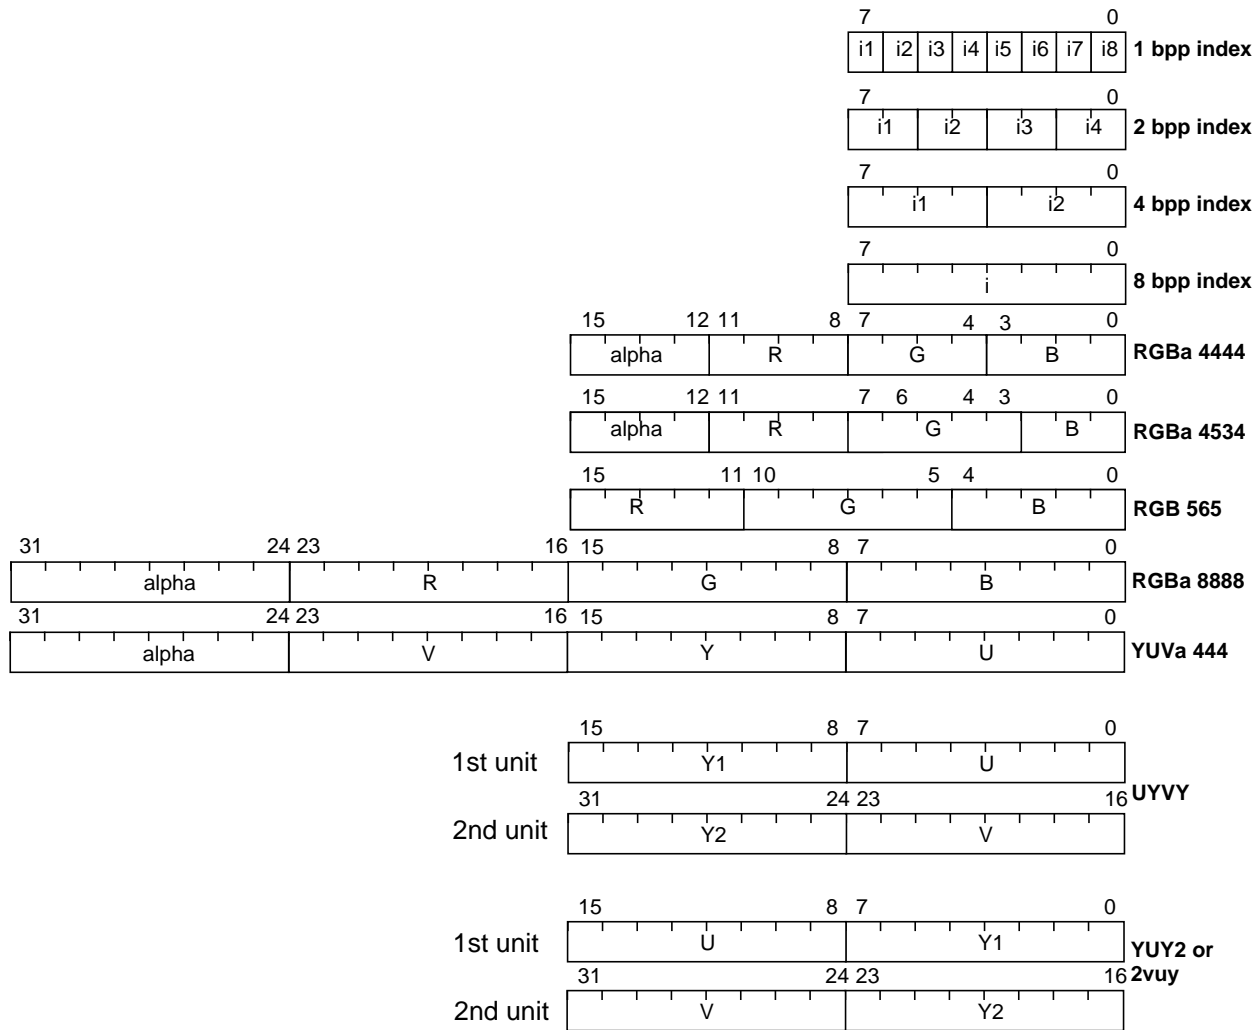 7 0
i1 i2 i3 i4 i5 i6 i7 i8 1 bpp index
7 0
i1 i2 i3 i4 2 bpp index
7 0
i1 i2 4 bpp index
7 0
i 8 bpp index
15 12 11 8 7 4 3 0
alpha R G B RGBa 4444
15 12 11 7 6 4 3 0
alpha R G B RGBa 4534
15 11 10 5 4 0
R G B RGB 565
31 24 23 16 15 8 7 0
alpha R G B RGBa 8888
31 24 23 16 15 8 7 0
alpha V Y U YUVa 444
15 8 7 0
1st unit Y1 U
UYVY
31 24 23 16
2nd unit Y2 V
15 8 7 0
1st unit U Y1
YUY2 or
2vuy
31 24 23 16
2nd unit V Y2